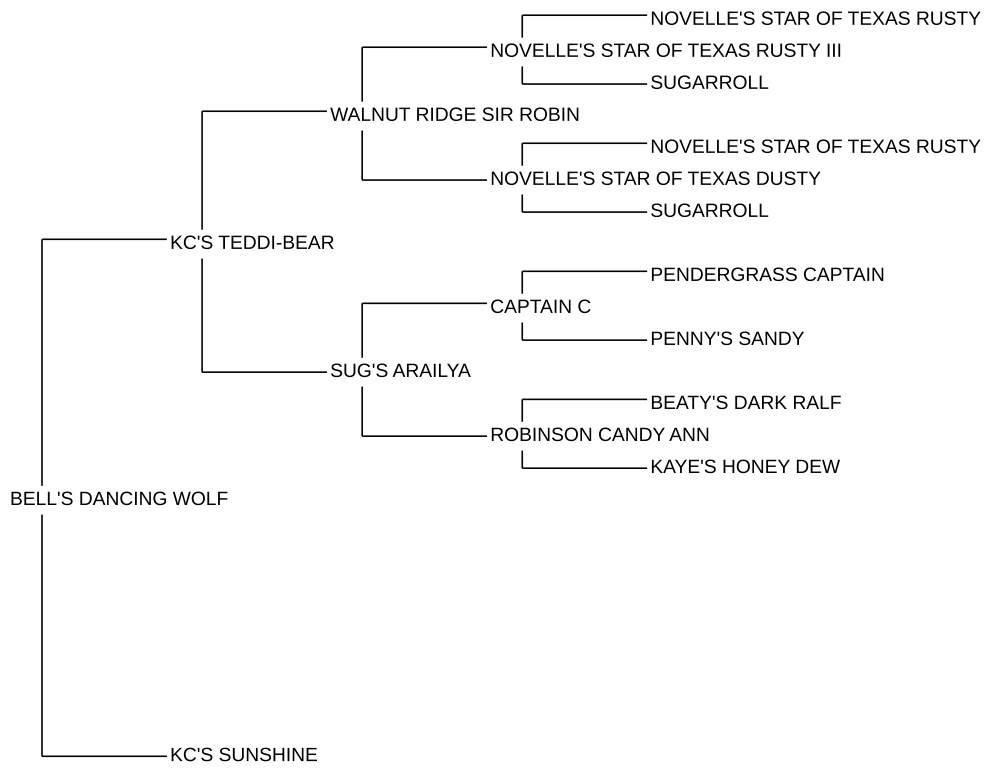 NOVELLE'S STAR OF TEXAS RUSTY
NOVELLE'S STAR OF TEXAS RUSTY III
SUGARROLL
WALNUT RIDGE SIR ROBIN
NOVELLE'S STAR OF TEXAS RUSTY
NOVELLE'S STAR OF TEXAS DUSTY
SUGARROLL
KC'S TEDDI-BEAR
PENDERGRASS CAPTAIN
CAPTAIN C
PENNY'S SANDY
SUG'S ARAILYA
BEATY'S DARK RALF
ROBINSON CANDY ANN
KAYE'S HONEY DEW
BELL'S DANCING WOLF
KC'S SUNSHINE